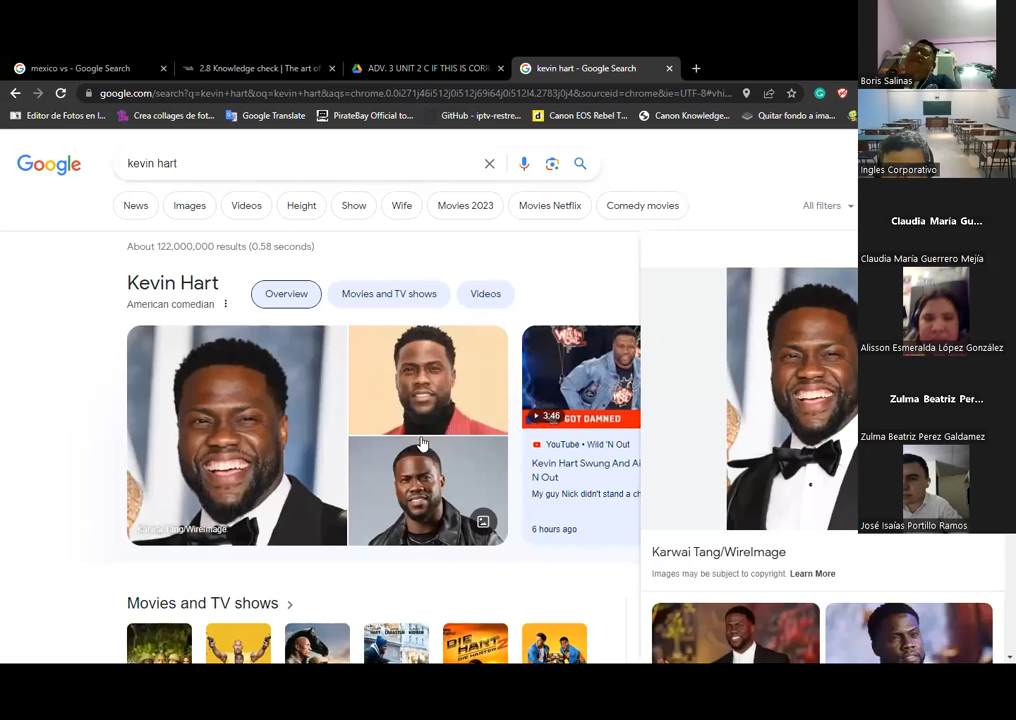 mexico vs - Google Search
2.8 Knowledge check | The art of
ADV. 3 UNIT 2 C IF THIS IS CORR
kevin hart - Google Search
google.com/search?q=kevin+hart&oq=kevin+hart&aqs=chrome.0.0i271j46i512j0i512j69i64j0i512l4.2783j0j4&sourceid=chrome&ie=UTF-8#vhi
Editor de Fotos en l...
Crea collages de fot...
Google Translate
PirateBay Official to...
GitHub - iptv-restre...
Canon EOS Rebel T...
Canon Knowledge...
Quitar fondo a ima...
Google
kevin hart
News
Images
Videos
Height
Show
Wife
Movies 2023
Movies Netflix
Comedy movies
All filters
About 122,000,000 results (0.58 seconds)
Kevin Hart
American comedian
Overview
Movies and TV shows
Videos
Karwai Tang/WireImage
3:46
GOT DAMNED
YouTube • Wild 'N Out
Kevin Hart Swung And Ai
N Out
My guy Nick didn't stand a ch
6 hours ago
Karwai Tang/WireImage
Images may be subject to copyright. Learn More
Movies and TV shows
Boris Salinas
Ingles Corporativo
Claudia María Gu...
Claudia María Guerrero Mejía
Alisson Esmeralda López González
Zulma Beatriz Per...
Zulma Beatriz Perez Galdamez
José Isaías Portillo Ramos